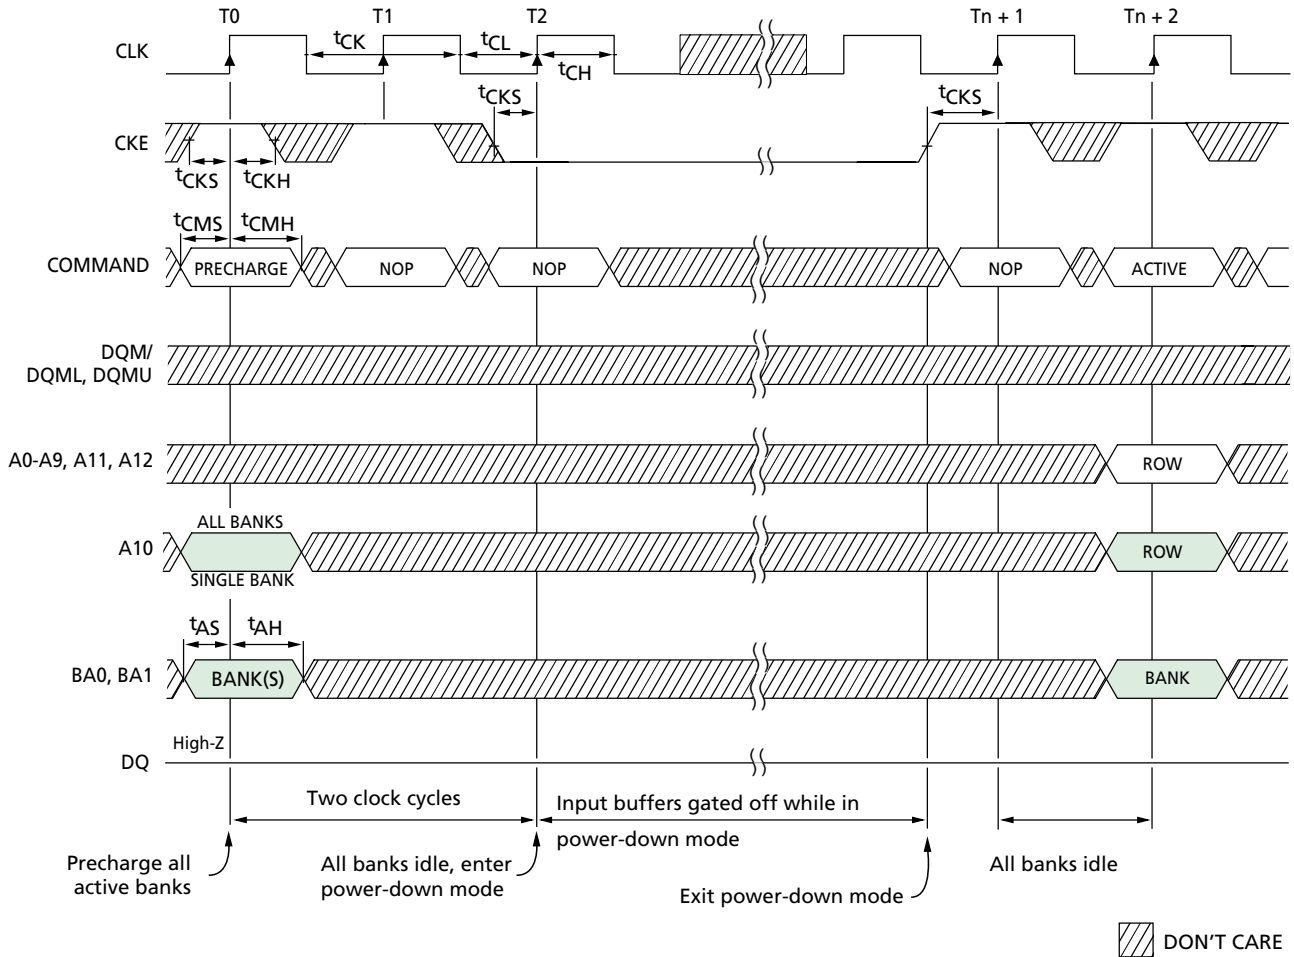 T0 T1 T2 Tn + 1 Tn + 2
CLK
tCK tCL tCH
CKE
tCKS tCKS
tCKS tCKH
tCMS tCMH
COMMAND PRECHARGE NOP NOP NOP ACTIVE
DQM/
DQML, DQMU
A0-A9, A11, A12 ROW
ALL BANKS
A10 ROW
SINGLE BANK
tAS tAH
BA0, BA1 BANK(S) BANK
High-Z
DQ
Two clock cycles
Input buffers gated off while in
power-down mode
Precharge all
active banks
All banks idle, enter
power-down mode
Exit power-down mode
All banks idle
DON'T CARE